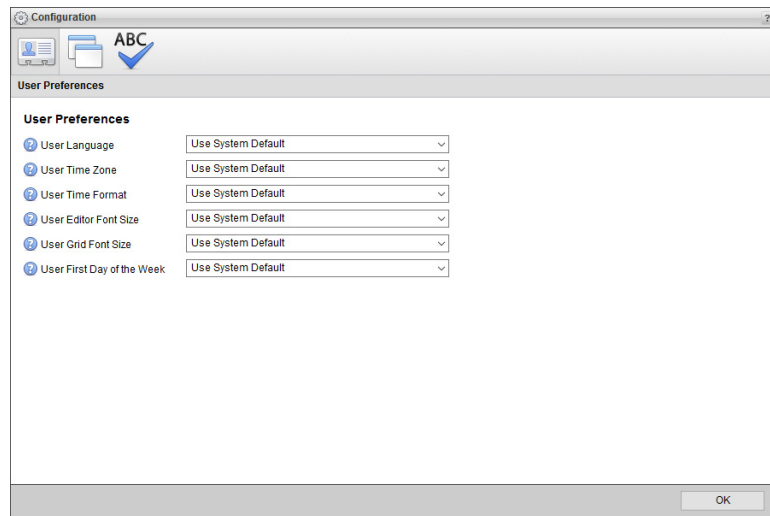 Configuration ?
ABC
User Preferences
User Preferences
? User Language Use System Default
? User Time Zone Use System Default
? User Time Format Use System Default
? User Editor Font Size Use System Default
? User Grid Font Size Use System Default
? User First Day of the Week Use System Default
OK